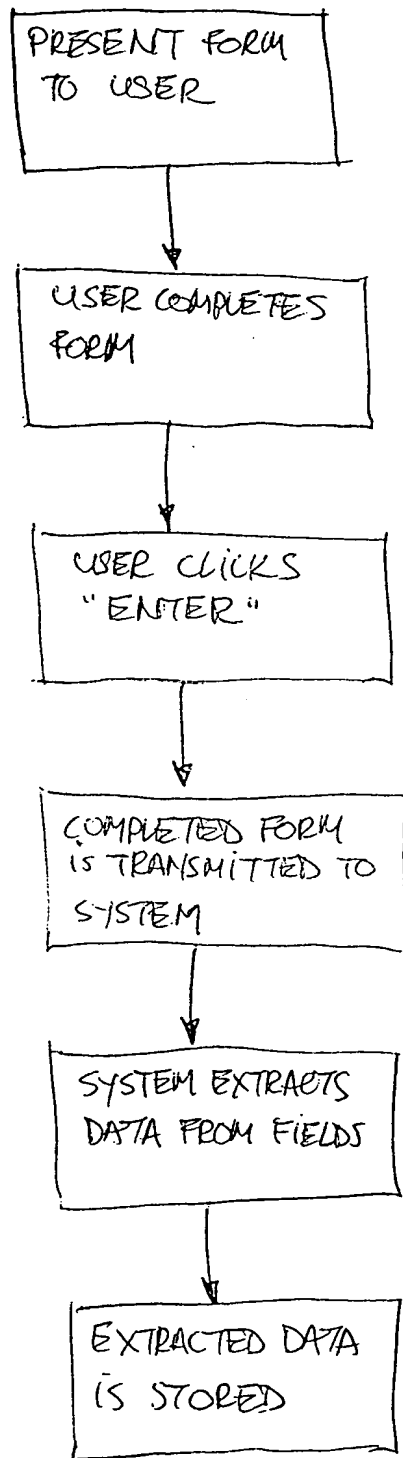 PRESENT FORM
TO USER
USER COMPLETES
FORM
USER CLICKS
"ENTER"
COMPLETED FORM
is TRANSMITTED TO
SYSTEM
SYSTEM EXTRACTS
DATA FROM FIELDS
EXTRACTED DATA
is STORED